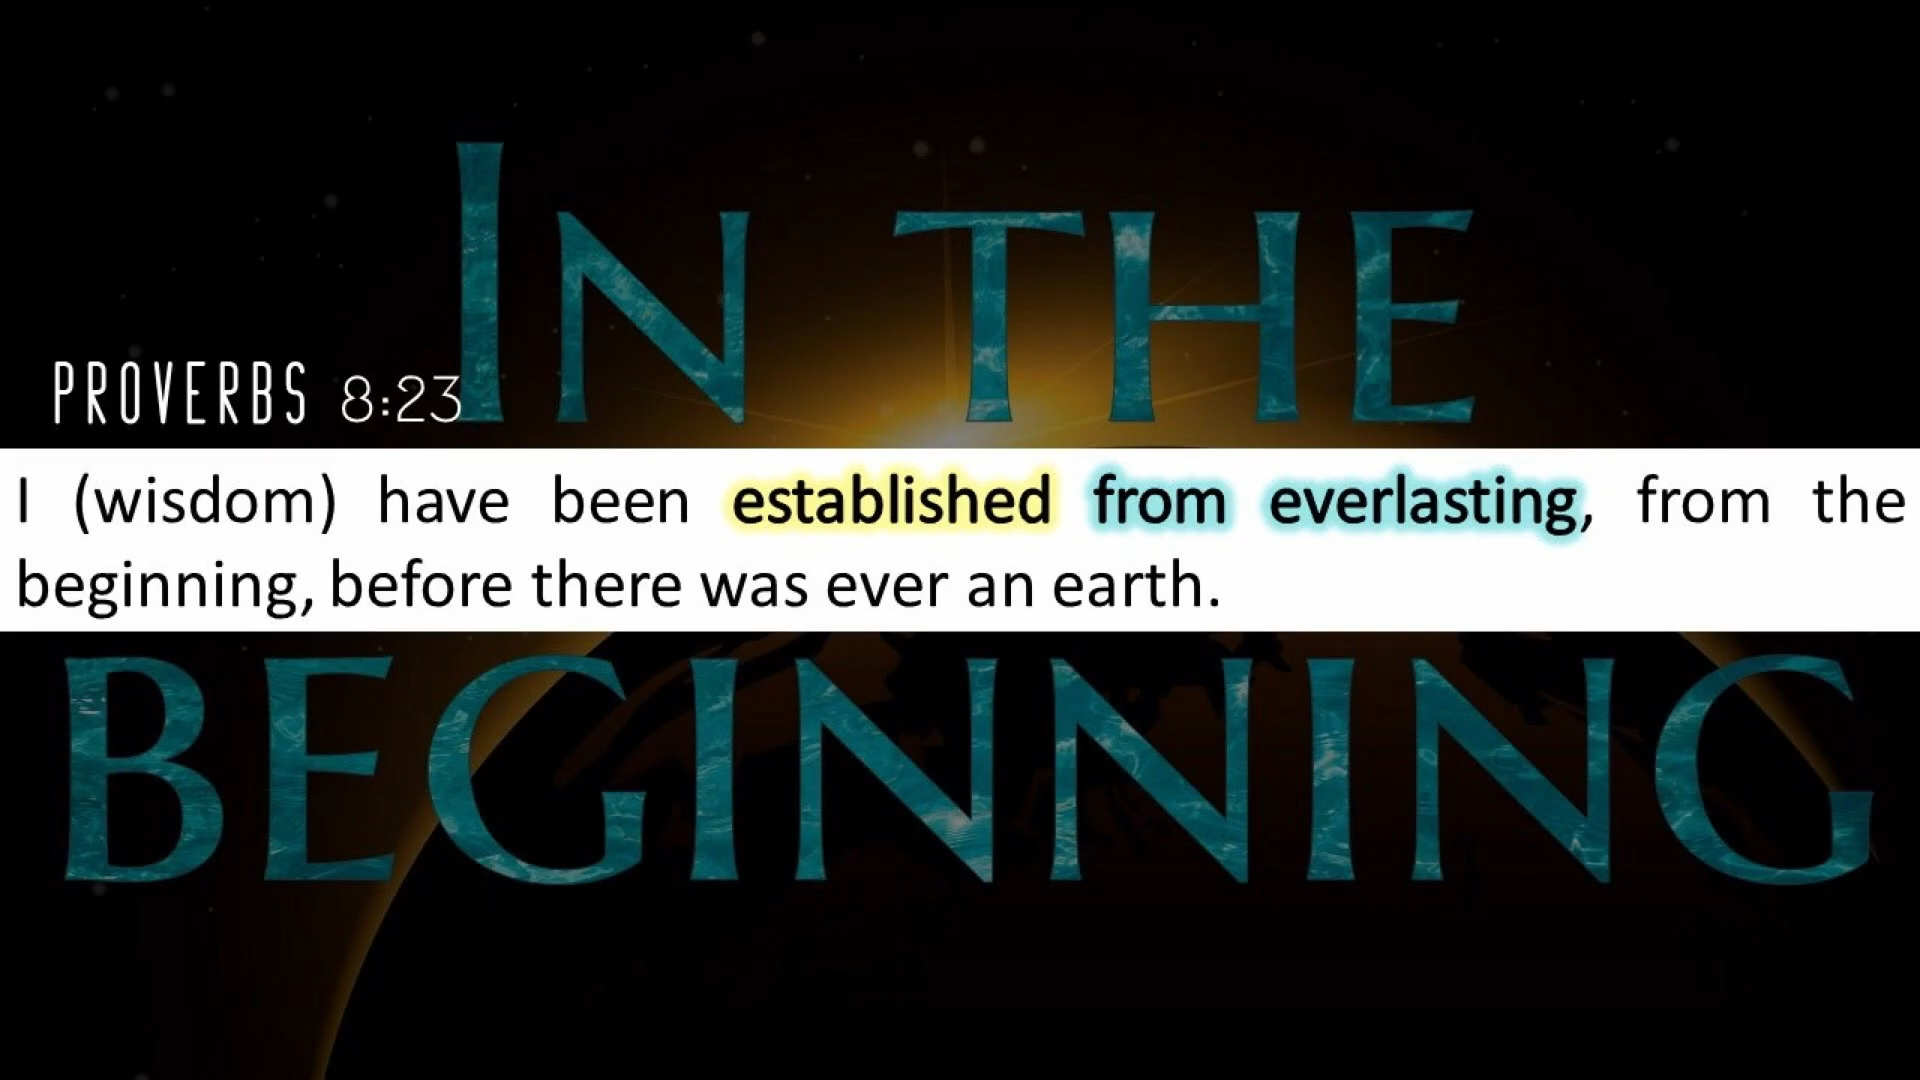 IN THE
PROVERBS 8:23
I (wisdom) have been established from everlasting, from the
beginning, before there was ever an earth.
BEGINNING